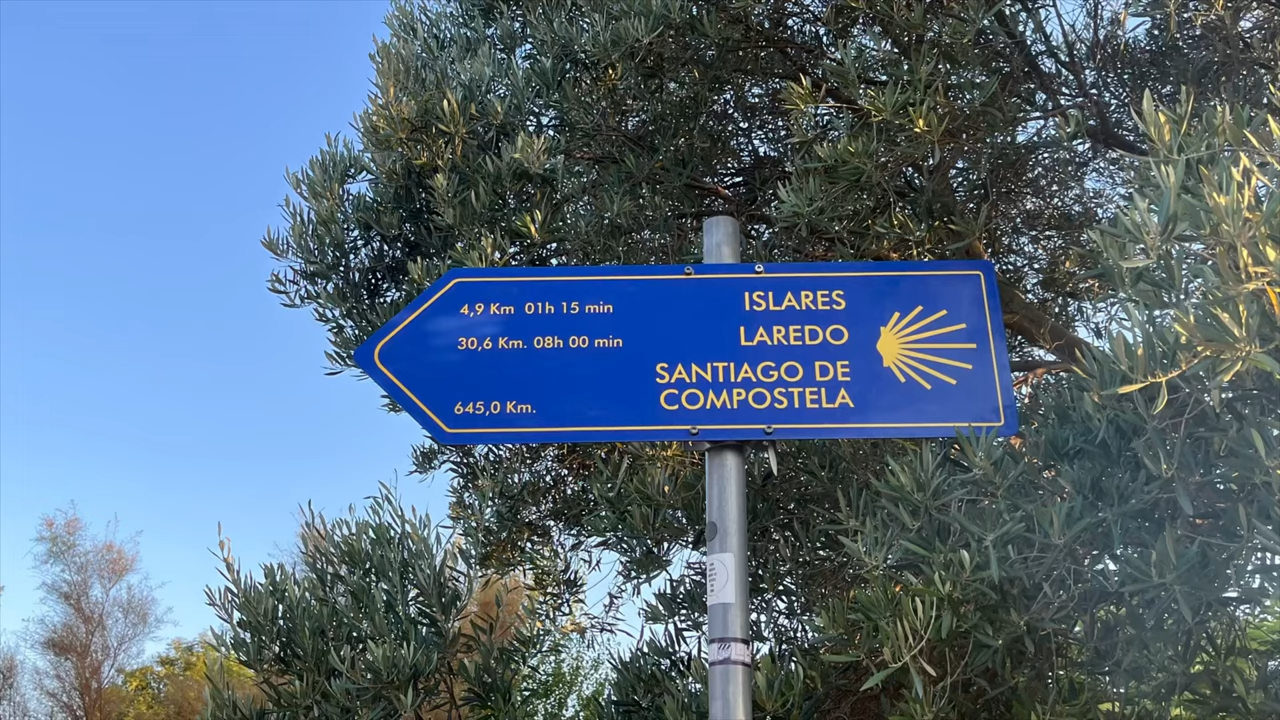 4,9 Km 01h 15 min ISLARES
30,6 Km. 08h 00 min LAREDO
SANTIAGO DE
645,0 Km. COMPOSTELA